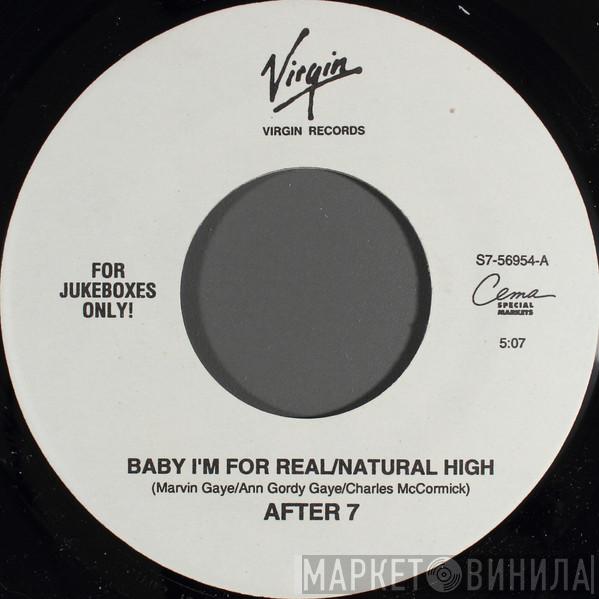 Virgin
VIRGIN RECORDS
FOR
JUKEBOXES
ONLY!
S7-56954-A
Cema
SPECIAL
MARKETS
5:07
BABY I'M FOR REAL/NATURAL HIGH
(Marvin Gaye/Ann Gordy Gaye/Charles McCormick)
AFTER 7
МАРКЕТ ВИНИЛА